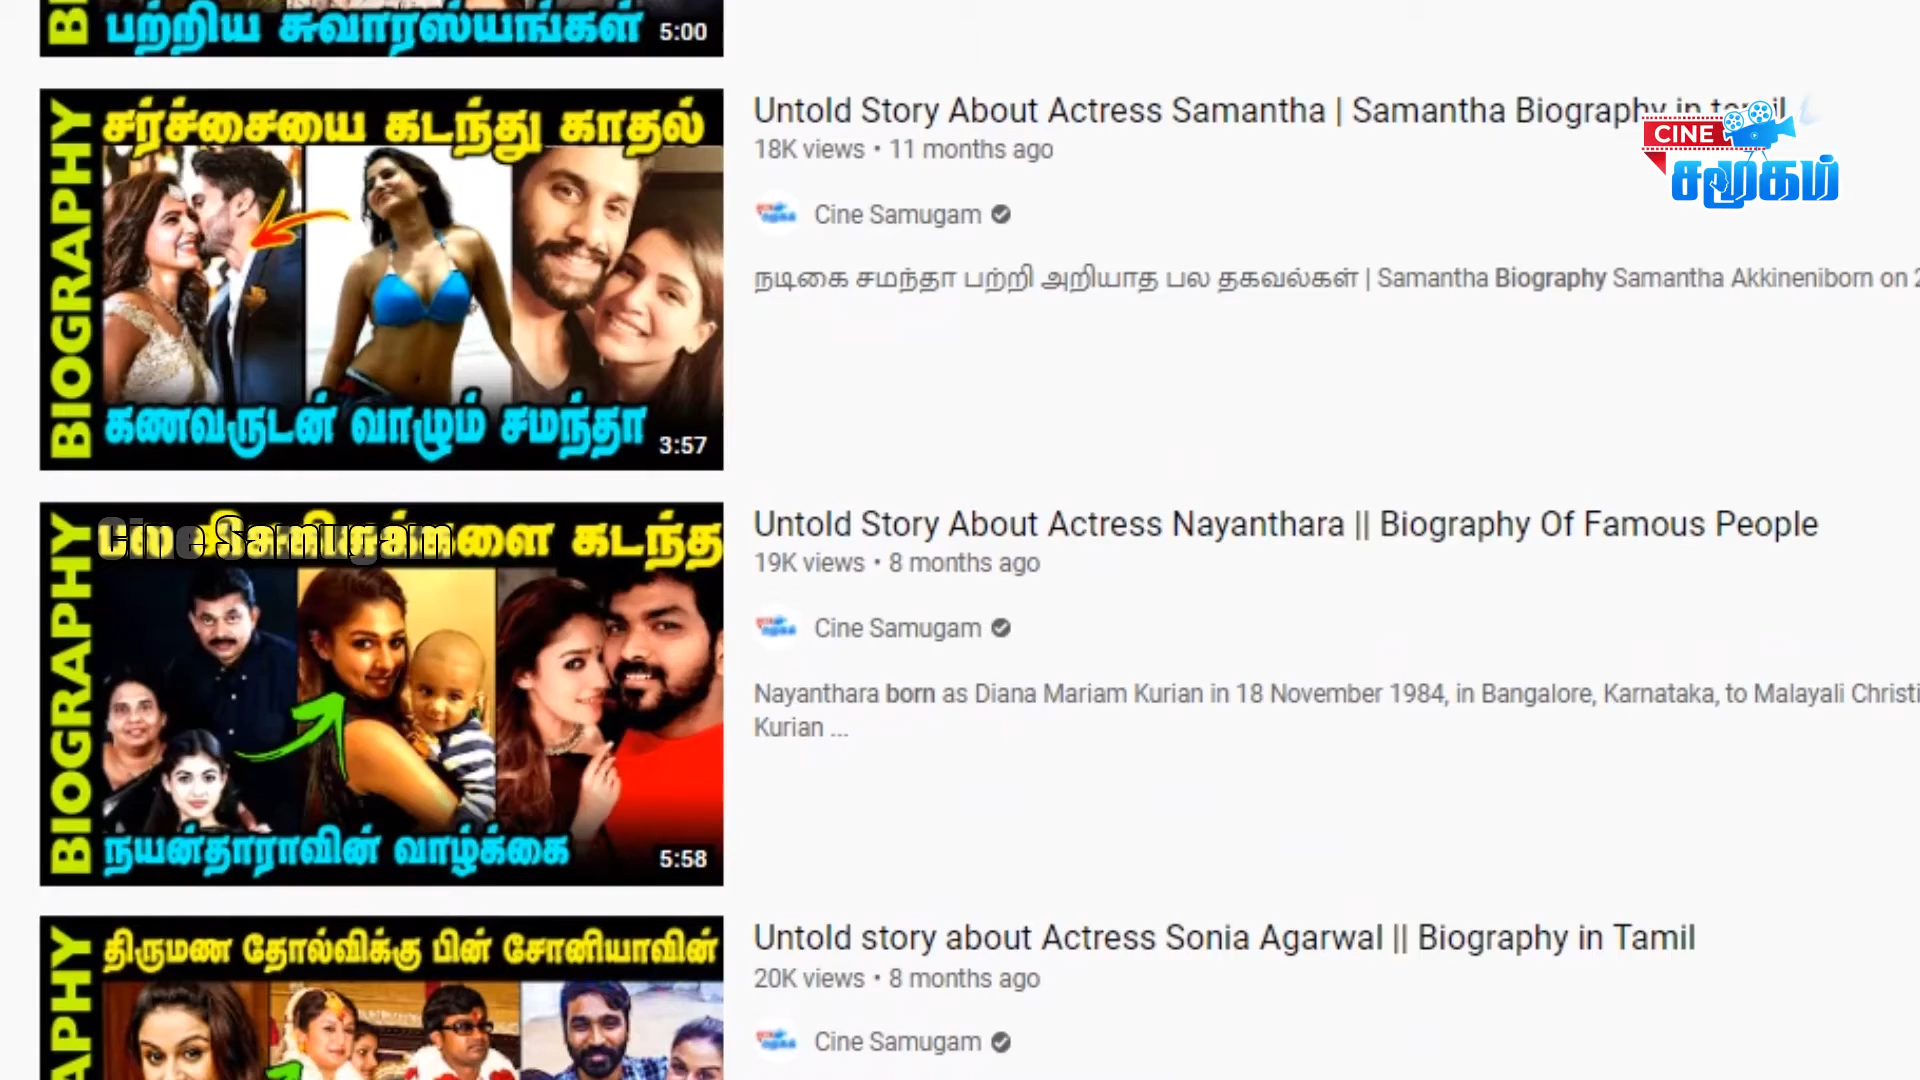 பற்றிய சுவாரஸ்யங்கள்
5:00
BIOGRAPHY
சர்ச்சையை கடந்து காதல்
கணவருடன் வாழும் சமந்தா
3:57
Untold Story About Actress Samantha | Samantha Biography in tamil
18K views • 11 months ago
Cine Samugam
நடிகை சமந்தா பற்றி அறியாத பல தகவல்கள் | Samantha Biography Samantha Akkineniborn on 2
CINE
சமூகம்
BIOGRAPHY
Cine Samugam
கடந்த
நயன்தாராவின் வாழ்க்கை
5:58
Untold Story About Actress Nayanthara || Biography Of Famous People
19K views • 8 months ago
Cine Samugam
Nayanthara born as Diana Mariam Kurian in 18 November 1984, in Bangalore, Karnataka, to Malayali Christi
Kurian ...
APHY
திருமண தோல்விக்கு பின் சோனியாவின்
Untold story about Actress Sonia Agarwal || Biography in Tamil
20K views • 8 months ago
Cine Samugam